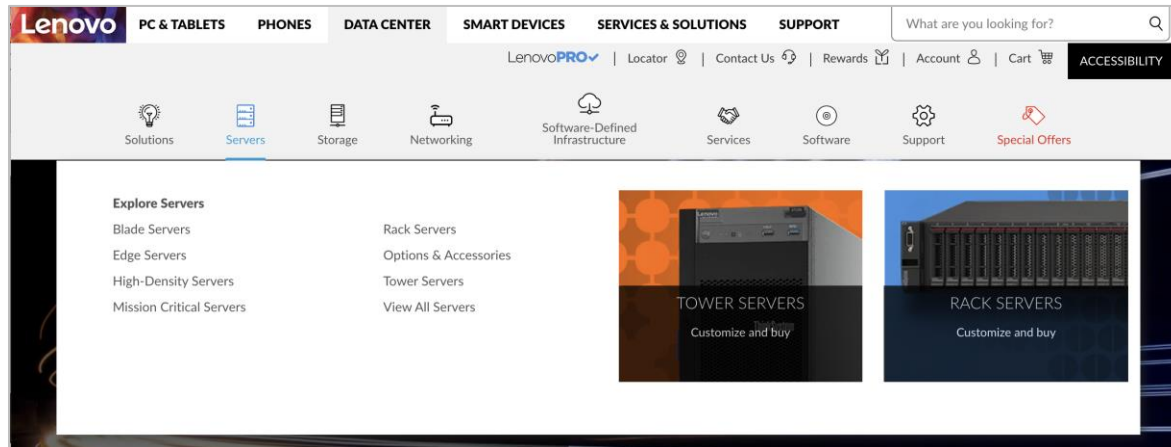 Lenovo PC & TABLETS PHONES DATA CENTER SMART DEVICES SERVICES & SOLUTIONS SUPPORT What are you looking for?
LenovoPRO | Locator | Contact Us | Rewards | Account | Cart ACCESSIBILITY
Solutions Servers Storage Networking Software-Defined Infrastructure Services Software Support Special Offers
Explore Servers
Blade Servers
Edge Servers
High-Density Servers
Mission Critical Servers
Rack Servers
Options & Accessories
Tower Servers
View All Servers
Lenovo
TOWER SERVERS
Customize and buy
RACK SERVERS
Customize and buy